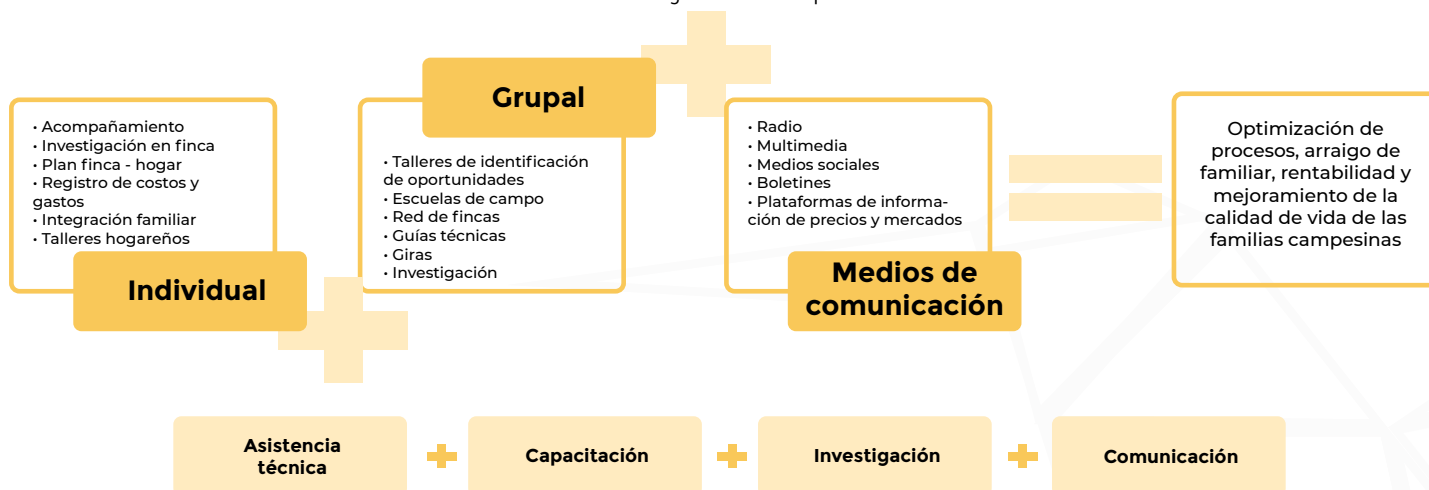 • Acompañamiento
• Investigación en finca
• Plan finca - hogar
• Registro de costos y
gastos
• Integración familiar
• Talleres hogareños
Individual
Grupal
• Talleres de identificación
de oportunidades
• Escuelas de campo
• Red de fincas
• Guías técnicas
• Giras
• Investigación
• Radio
• Multimedia
• Medios sociales
• Boletines
• Plataformas de informa-
ción de precios y mercados
Medios de
comunicación
Optimización de
procesos, arraigo de
familiar, rentabilidad y
mejoramiento de la
calidad de vida de las
familias campesinas
Asistencia
técnica
Capacitación
Investigación
Comunicación